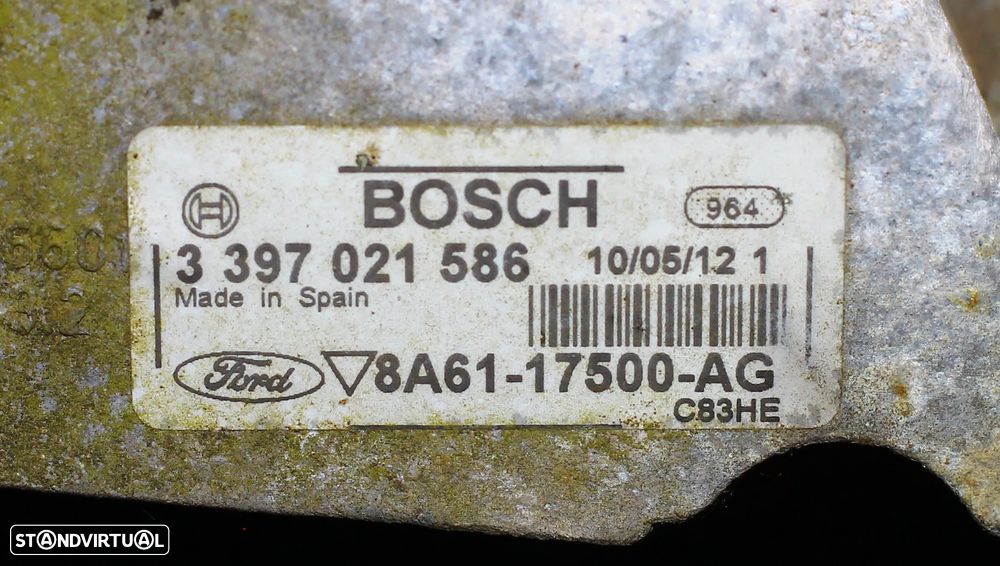 BOSCH
964
3 397 021 586
10/05/12 1
Made in Spain
Ford
8A61-17500-AG
C83HE
STANDVIRTUAL